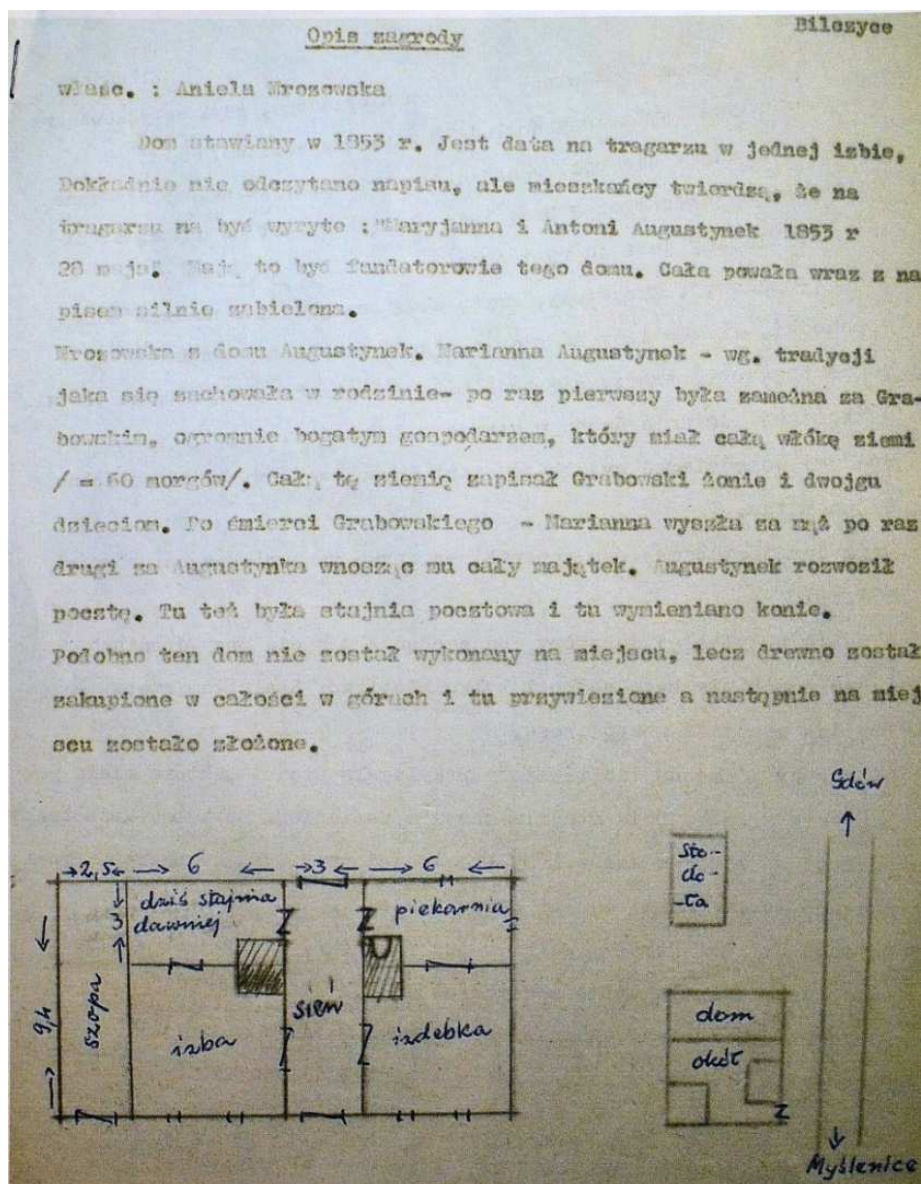 Opis zagrody
Bilczyce
właśc. : Aniela Mrozowska
Dom stawiany w 1853 r. Jest data na tragarzu w jednej izbie,
Dokładnie nie odczytano napisu, ale mieszkańcy twierdzą, że na
tragarzu ma być wyryte :"Maryjanna i Antoni Augustynek 1853 r
28 maja". Mają to być fundatorowie tego domu. Cała powała wraz z na
pisem silnie zabielona.
Mrozowska z domu Augustynek. Marianna Augustynek - wg. tradycji
jaka się zachowała w rodzinie- po raz pierwszy była zamężna za Gra-
bowskim, ogromnie bogatym gospodarzem, który miał całą włókę ziemi
/ = 60 morgów/. Całą tę ziemię zapisał Grabowski żonie i dwojgu
dzieciom. Po śmierci Grabowskiego - Marianna wyszła za mąż po raz
drugi za Augustynka wnosząc mu cały majątek. Augustynek rozwoził
pocztę. Tu też była stajnia pocztowa i tu wymieniano konie.
Podobno ten dom nie został wykonany na miejscu, lecz drewno został
zakupione w całości w górach i tu przywiezione a następnie na miej
scu zostało złożone.
Gdów
2,5 6 3 6
3
dziś stajnia
dawniej
piekarnia
sto-
do-
-ła
9,4
szopa
izba
sień
izdebka
dom
okół
Myślenice